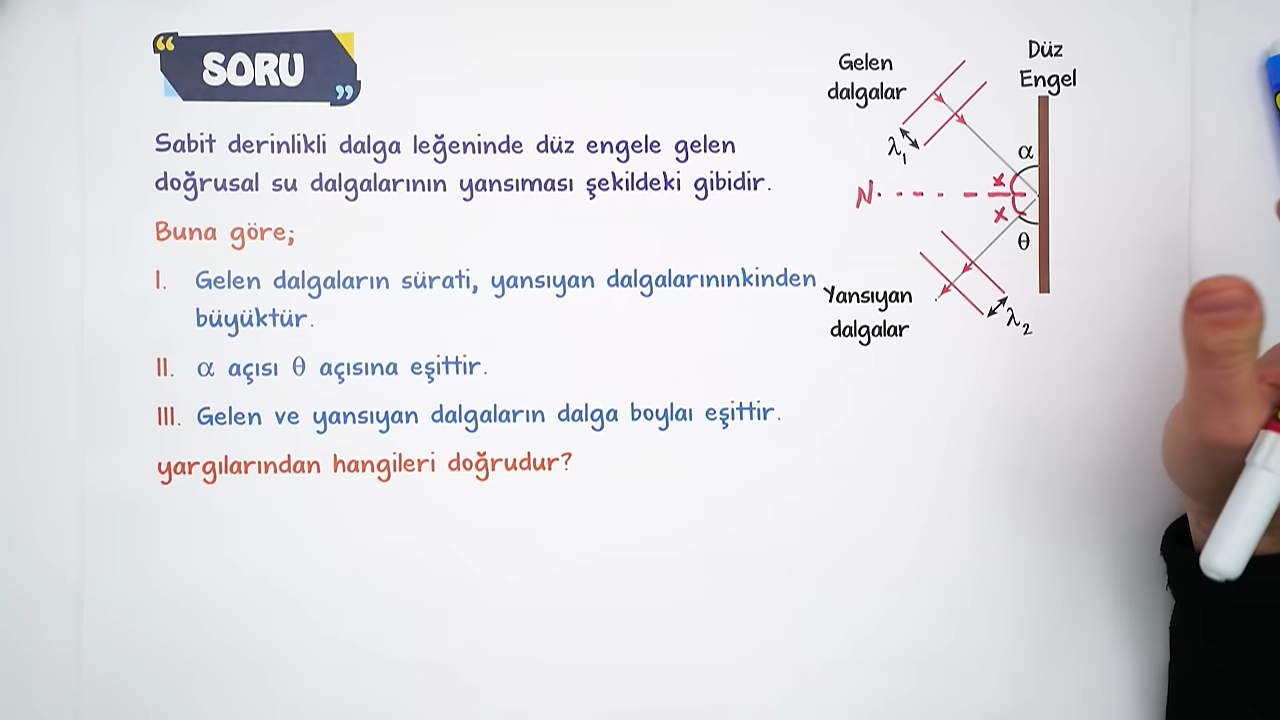 SORU
Sabit derinlikli dalga leğeninde düz engele gelen
doğrusal su dalgalarının yansıması şekildeki gibidir.
Buna göre;
I. Gelen dalgaların sürati, yansıyan dalgalarınınkinden
büyüktür.
II. α açısı θ açısına eşittir.
III. Gelen ve yansıyan dalgaların dalga boylaı eşittir.
yargılarından hangileri doğrudur?
Gelen
dalgalar
Düz
Engel
λ₁
α
N
x
x
θ
Yansıyan
dalgalar
λ₂